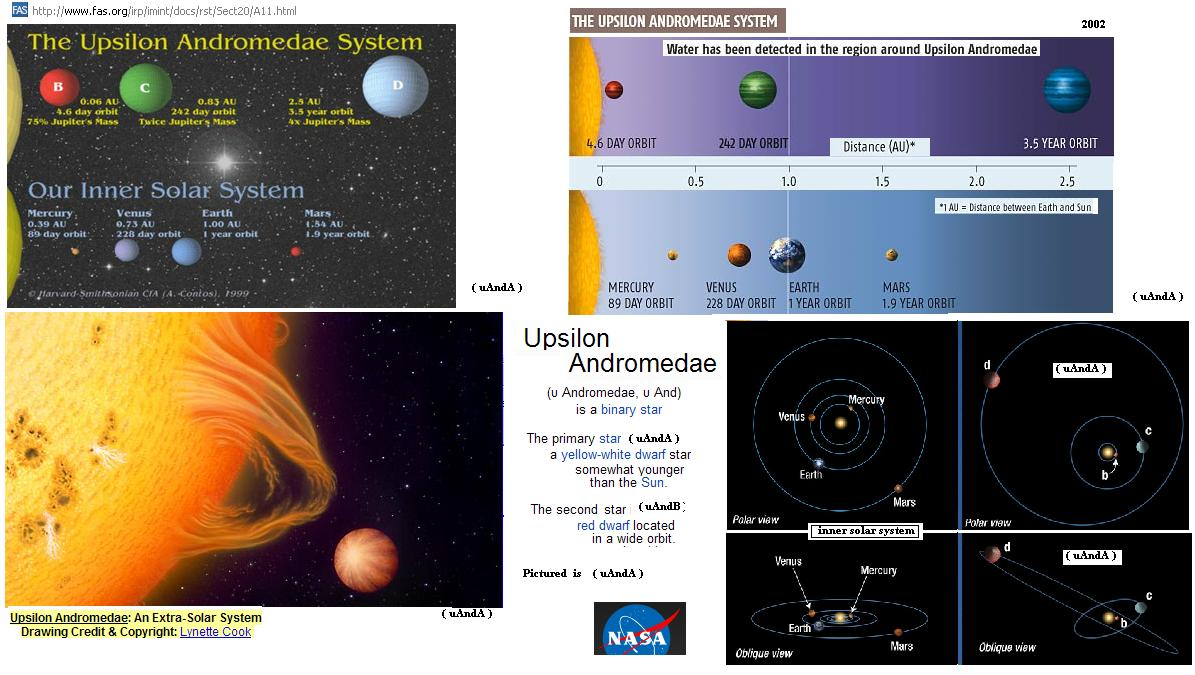 FAS http://www.fas.org/irp/imint/docs/rst/Sect20/A11.html
The Upsilon Andromedae System
B
C
D
0.06 AU
4.6 day orbit
75% Jupiter's Mass
0.83 AU
242 day orbit
Twice Jupiter's Mass
2.5 AU
3.5 year orbit
4x Jupiter's Mass
Our Inner Solar System
Mercury
0.39 AU
89 day orbit
Venus
0.73 AU
228 day orbit
Earth
1.00 AU
1 year orbit
Mars
1.54 AU
1.9 year orbit
© Harvard-Smithsonian CfA (A. Contos), 1999
( uAndA )
THE UPSILON ANDROMEDAE SYSTEM
2002
Water has been detected in the region around Upsilon Andromedae
4.6 DAY ORBIT
242 DAY ORBIT
3.5 YEAR ORBIT
Distance (AU)*
0 0.5 1.0 1.5 2.0 2.5
*1 AU = Distance between Earth and Sun
MERCURY
89 DAY ORBIT
VENUS
228 DAY ORBIT
EARTH
1 YEAR ORBIT
MARS
1.9 YEAR ORBIT
( uAndA )
Upsilon Andromedae: An Extra-Solar System
Drawing Credit & Copyright: Lynette Cook
( uAndA )
Upsilon
Andromedae
(υ Andromedae, υ And)
is a binary star
The primary star ( uAndA )
a yellow-white dwarf star
somewhat younger
than the Sun.
The second star ( uAndB )
red dwarf located
in a wide orbit.
Pictured is ( uAndA )
NASA
Mercury
Venus
Earth
Mars
Polar view
d
( uAndA )
c
b
Polar view
inner solar system
Venus
Mercury
Earth
Mars
Oblique view
d
( uAndA )
c
b
Oblique view